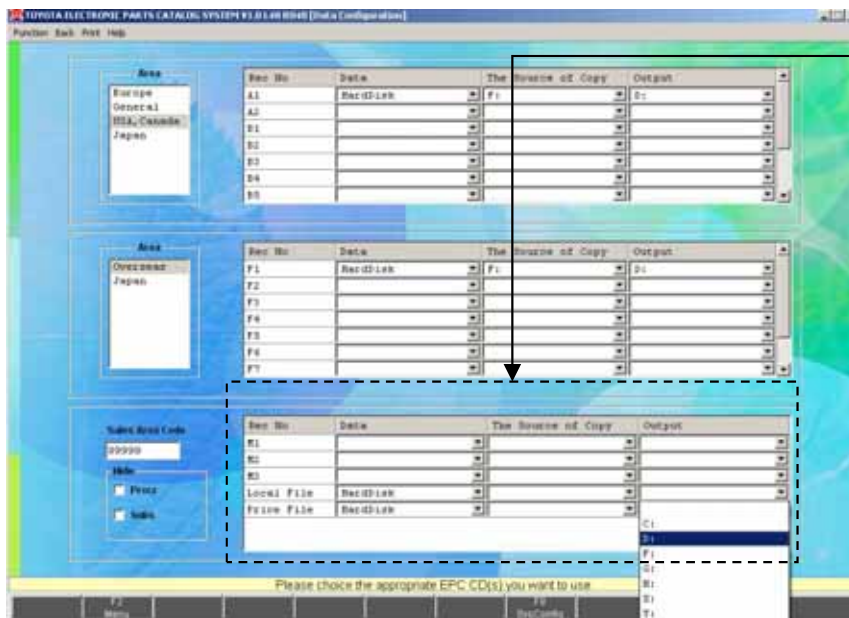 TOYOTA ELECTRONIC PARTS CATALOG SYSTEM V1.0 [Data Configuration]
Function Back Print Help
Area
Europe
General
USA, Canada
Japan
Rec No Data The Source of Copy Output
A1 HardDisk F: D:
A2
B1
B2
B3
B4
B5
Area
Overseas
Japan
Rec No Data The Source of Copy Output
F1 HardDisk F: D:
F2
F3
F4
F5
F6
F7
Sales Area Code
99999
Hide
Price
Subs
Rec No Data The Source of Copy Output
M1
M2
M3
Local File HardDisk
Price File HardDisk
C:
D:
F:
G:
Please choice the appropriate EPC CD(s) you want to use
Menu